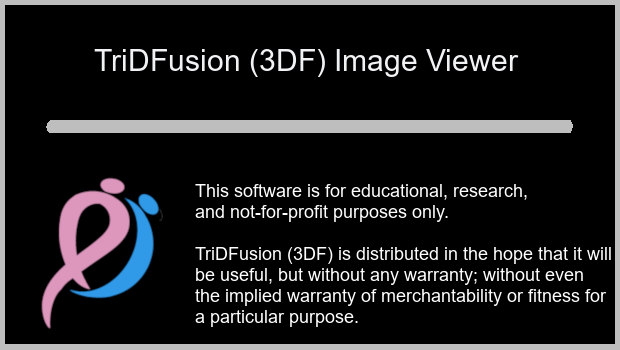 TriDFusion (3DF) Image Viewer
This software is for educational, research,
and not-for-profit purposes only.
TriDFusion (3DF) is distributed in the hope that it will
be useful, but without any warranty; without even
the implied warranty of merchantability or fitness for
a particular purpose.